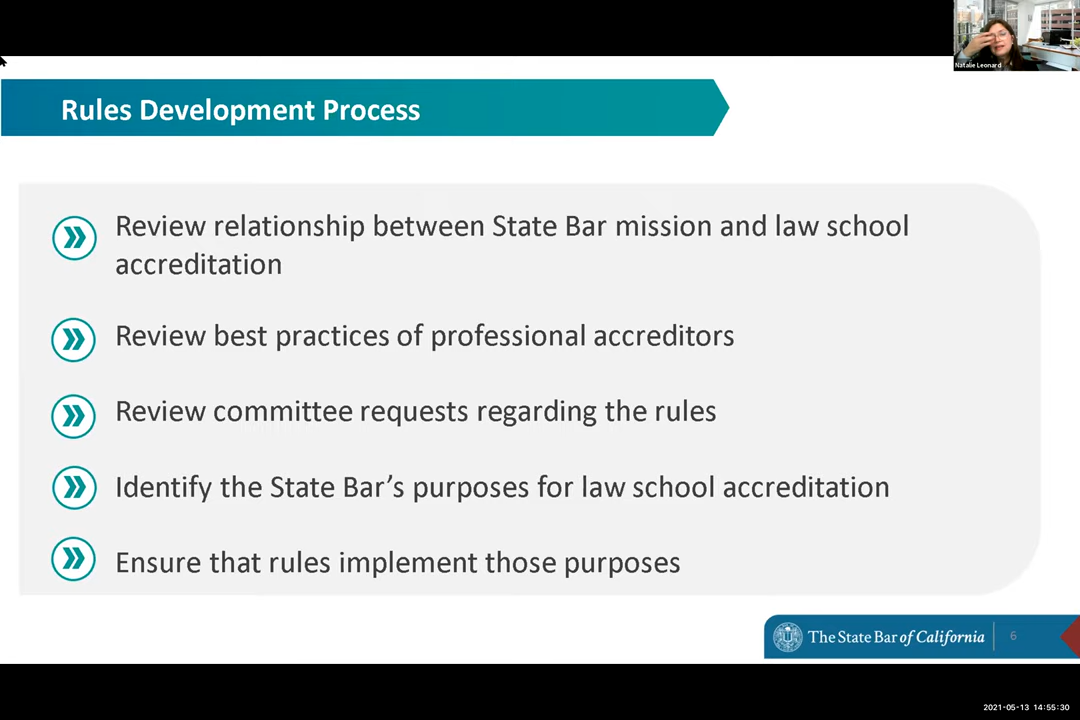 Natalie Leonard
Rules Development Process
Review relationship between State Bar mission and law school
accreditation
Review best practices of professional accreditors
Review committee requests regarding the rules
Identify the State Bar’s purposes for law school accreditation
Ensure that rules implement those purposes
The State Bar of California
6
2021-05-13 14:55:30